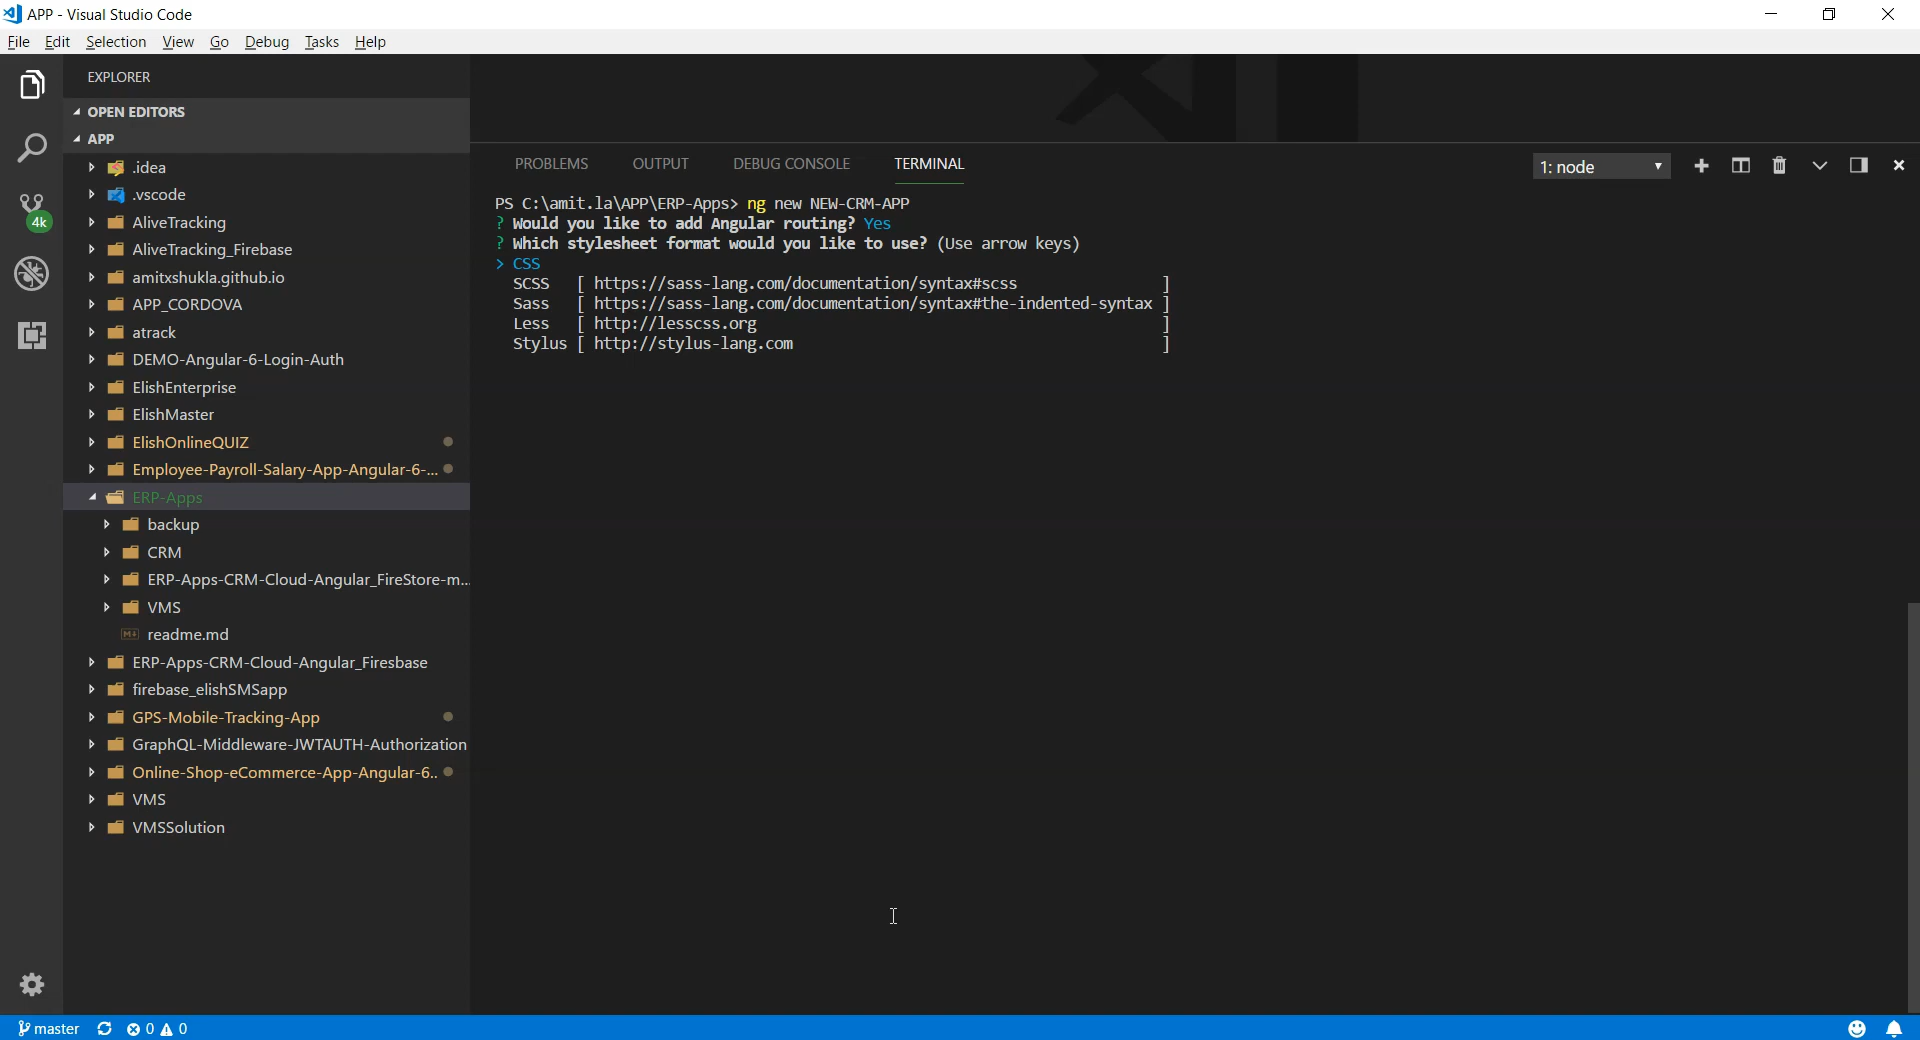 APP - Visual Studio Code
File Edit Selection View Go Debug Tasks Help
EXPLORER
OPEN EDITORS
APP
.idea
.vscode
AliveTracking
AliveTracking_Firebase
amitxshukla.github.io
APP_CORDOVA
atrack
DEMO-Angular-6-Login-Auth
ElishEnterprise
ElishMaster
ElishOnlineQUIZ
Employee-Payroll-Salary-App-Angular-6-...
ERP-Apps
backup
CRM
ERP-Apps-CRM-Cloud-Angular_FireStore-m...
VMS
readme.md
ERP-Apps-CRM-Cloud-Angular_Firesbase
firebase_elishSMSapp
GPS-Mobile-Tracking-App
GraphQL-Middleware-JWTAUTH-Authorization
Online-Shop-eCommerce-App-Angular-6..
VMS
VMSSolution
4k
PROBLEMS OUTPUT DEBUG CONSOLE TERMINAL 1: node
PS C:\amit.la\APP\ERP-Apps> ng new NEW-CRM-APP
? Would you like to add Angular routing? Yes
? Which stylesheet format would you like to use? (Use arrow keys)
> CSS
SCSS [ https://sass-lang.com/documentation/syntax#scss ]
Sass [ https://sass-lang.com/documentation/syntax#the-indented-syntax ]
Less [ http://lesscss.org ]
Stylus [ http://stylus-lang.com ]
master 0 0